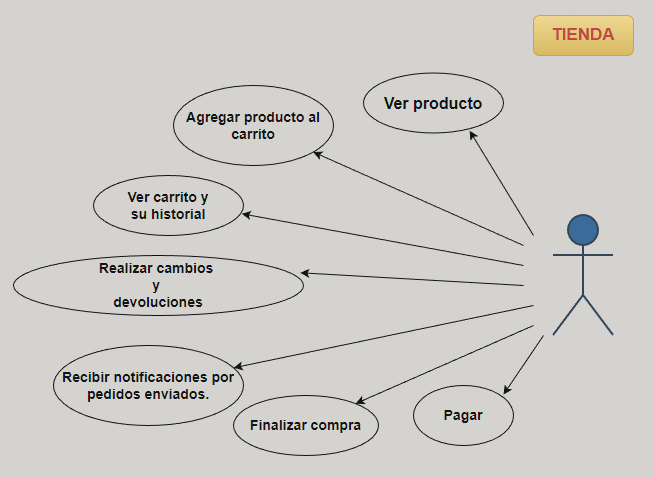 TIENDA
Ver producto
Agregar producto al
carrito
Ver carrito y
su historial
Realizar cambios
y
devoluciones
Recibir notificaciones por
pedidos enviados.
Finalizar compra
Pagar